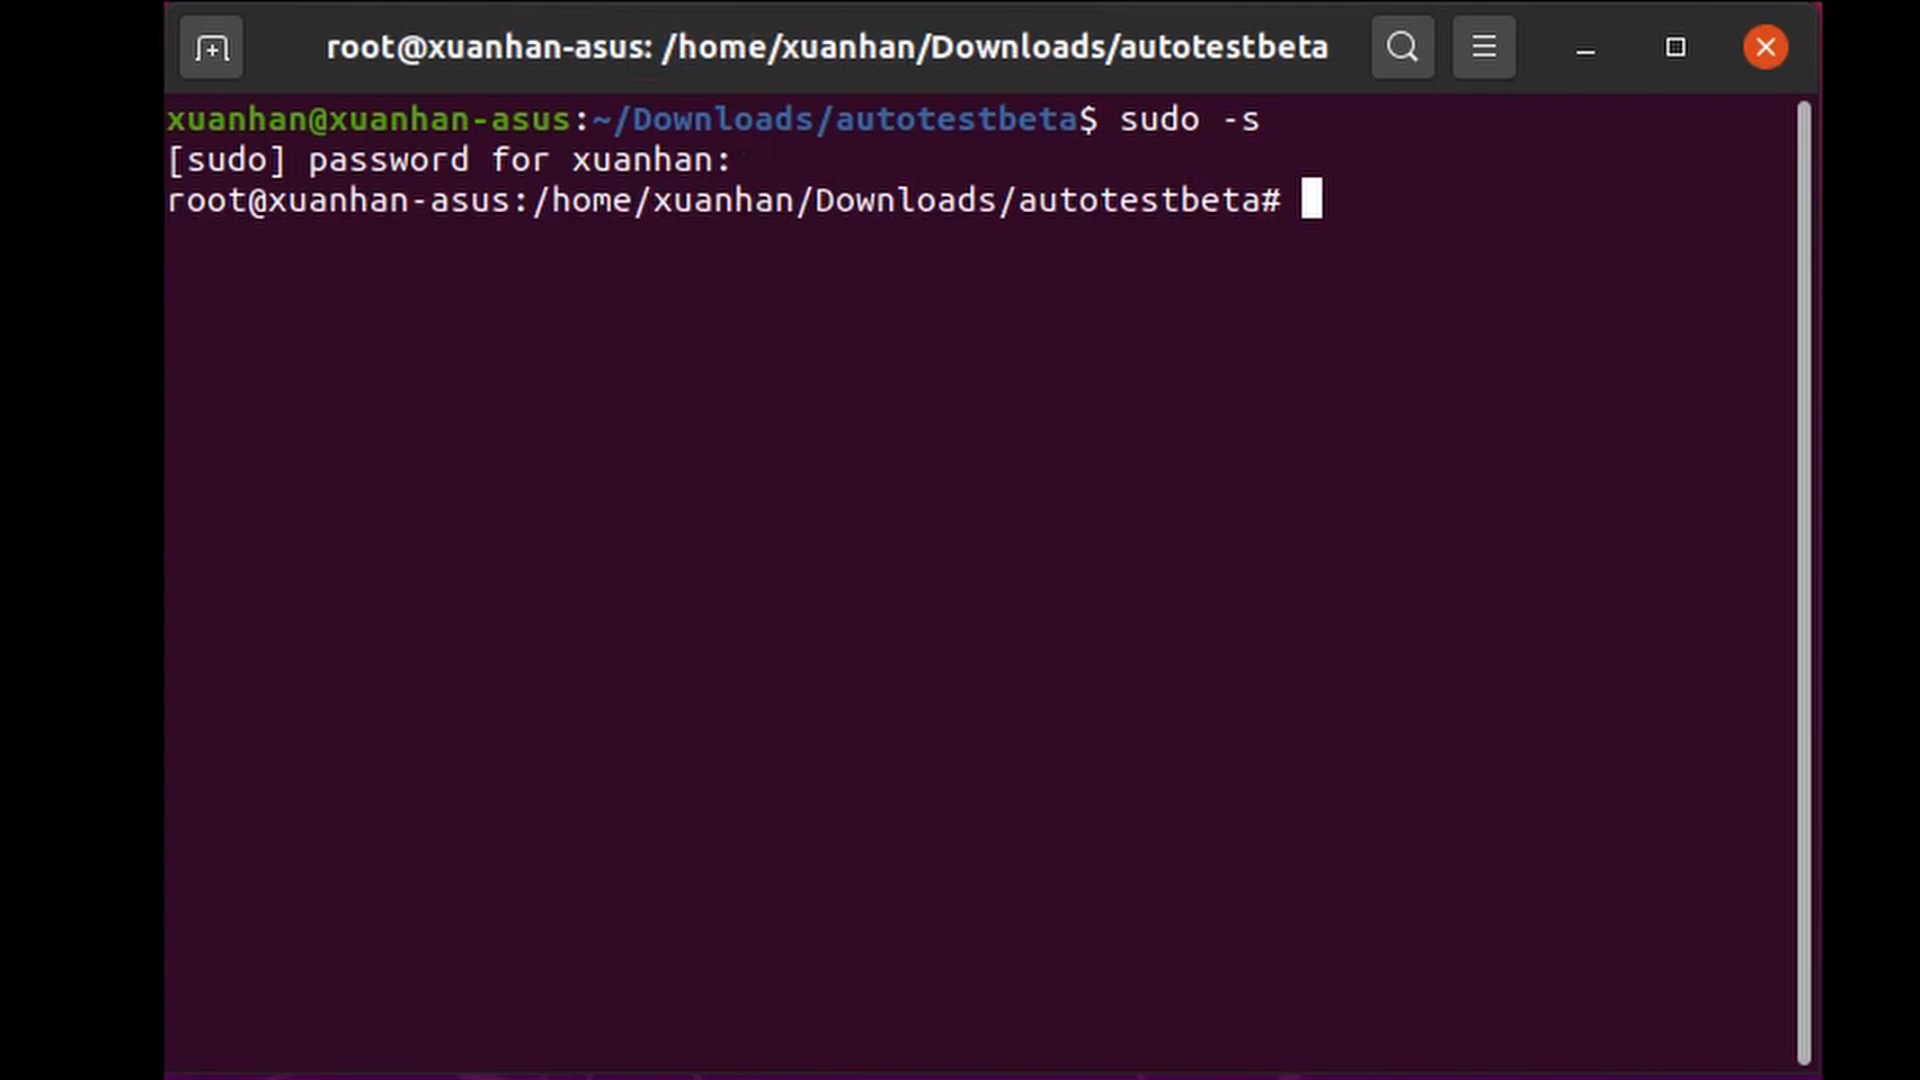 root@xuanhan-asus: /home/xuanhan/Downloads/autotestbeta
xuanhan@xuanhan-asus:~/Downloads/autotestbeta$ sudo -s
[sudo] password for xuanhan:
root@xuanhan-asus:/home/xuanhan/Downloads/autotestbeta#